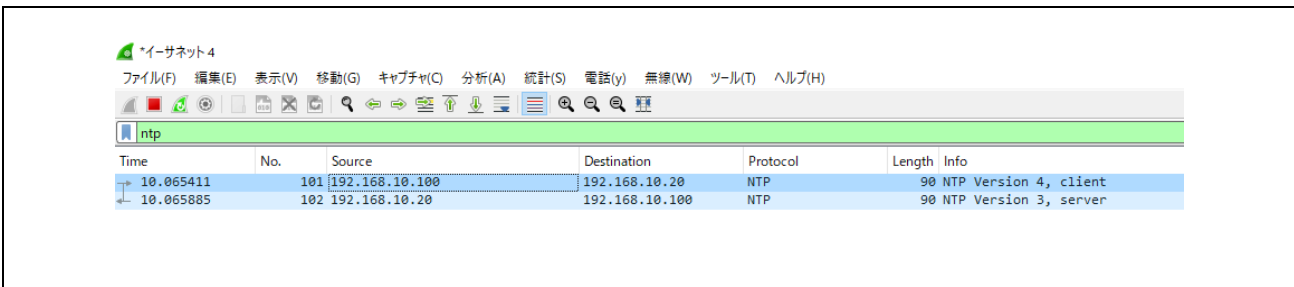 *イーサネット 4
ファイル(F) 編集(E) 表示(V) 移動(G) キャプチャ(C) 分析(A) 統計(S) 電話(y) 無線(W) ツール(T) ヘルプ(H)
ntp
Time No. Source Destination Protocol Length Info
10.065411 101 192.168.10.100 192.168.10.20 NTP 90 NTP Version 4, client
10.065885 102 192.168.10.20 192.168.10.100 NTP 90 NTP Version 3, server